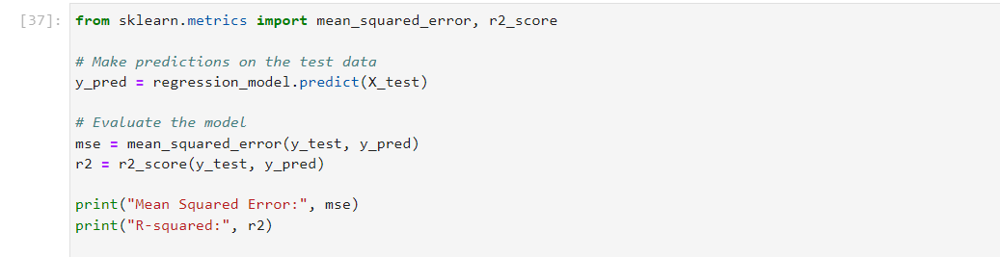 [37]: from sklearn.metrics import mean_squared_error, r2_score
# Make predictions on the test data
y_pred = regression_model.predict(X_test)
# Evaluate the model
mse = mean_squared_error(y_test, y_pred)
r2 = r2_score(y_test, y_pred)
print("Mean Squared Error:", mse)
print("R-squared:", r2)